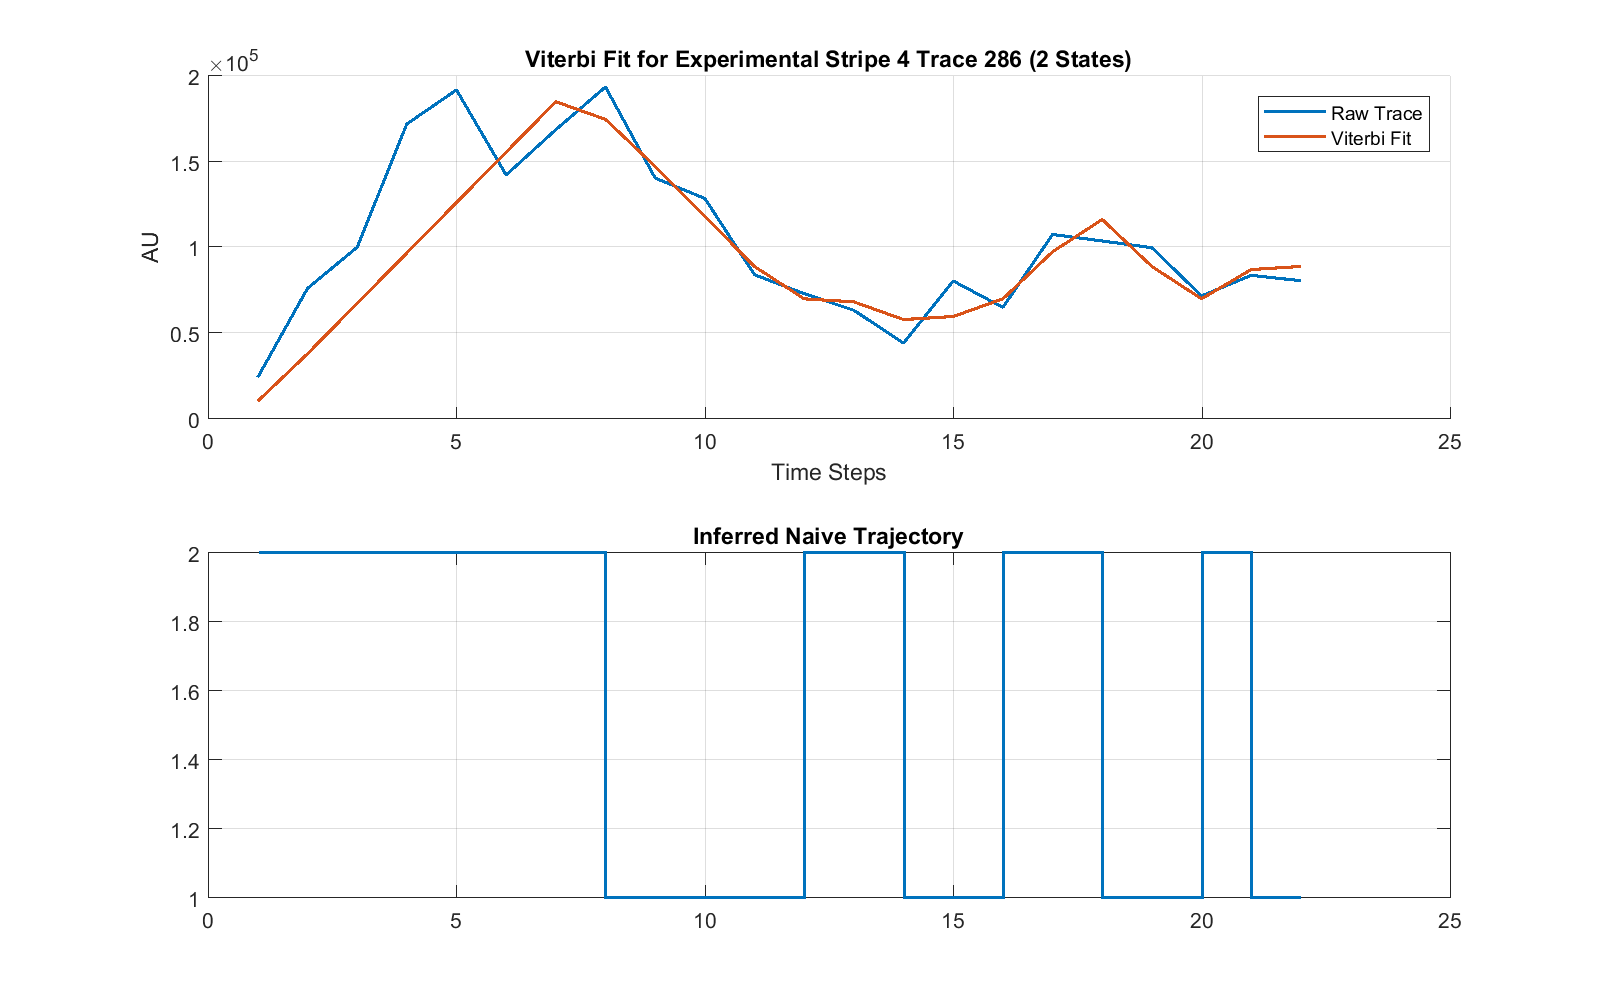 Viterbi Fit for Experimental Stripe 4 Trace 286 (2 States)
×10^5
2
1.5
1
0.5
0
AU
Raw Trace
Viterbi Fit
0 5 10 15 20 25
Time Steps
Inferred Naive Trajectory
2
1.8
1.6
1.4
1.2
1
0 5 10 15 20 25